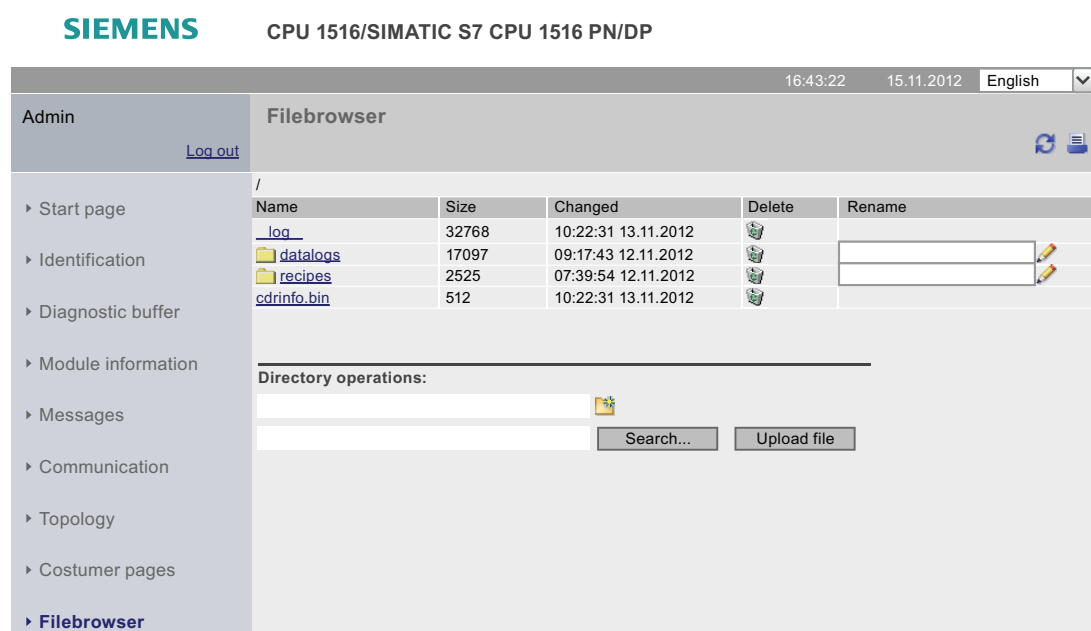 SIEMENS CPU 1516/SIMATIC S7 CPU 1516 PN/DP
16:43:22 15.11.2012 English
Admin
Log out
Filebrowser
Start page
Identification
Diagnostic buffer
Module information
Messages
Communication
Topology
Costumer pages
Filebrowser
/
Name Size Changed Delete Rename
__log__ 32768 10:22:31 13.11.2012
datalogs 17097 09:17:43 12.11.2012
recipes 2525 07:39:54 12.11.2012
cdrinfo.bin 512 10:22:31 13.11.2012
Directory operations:
Search... Upload file